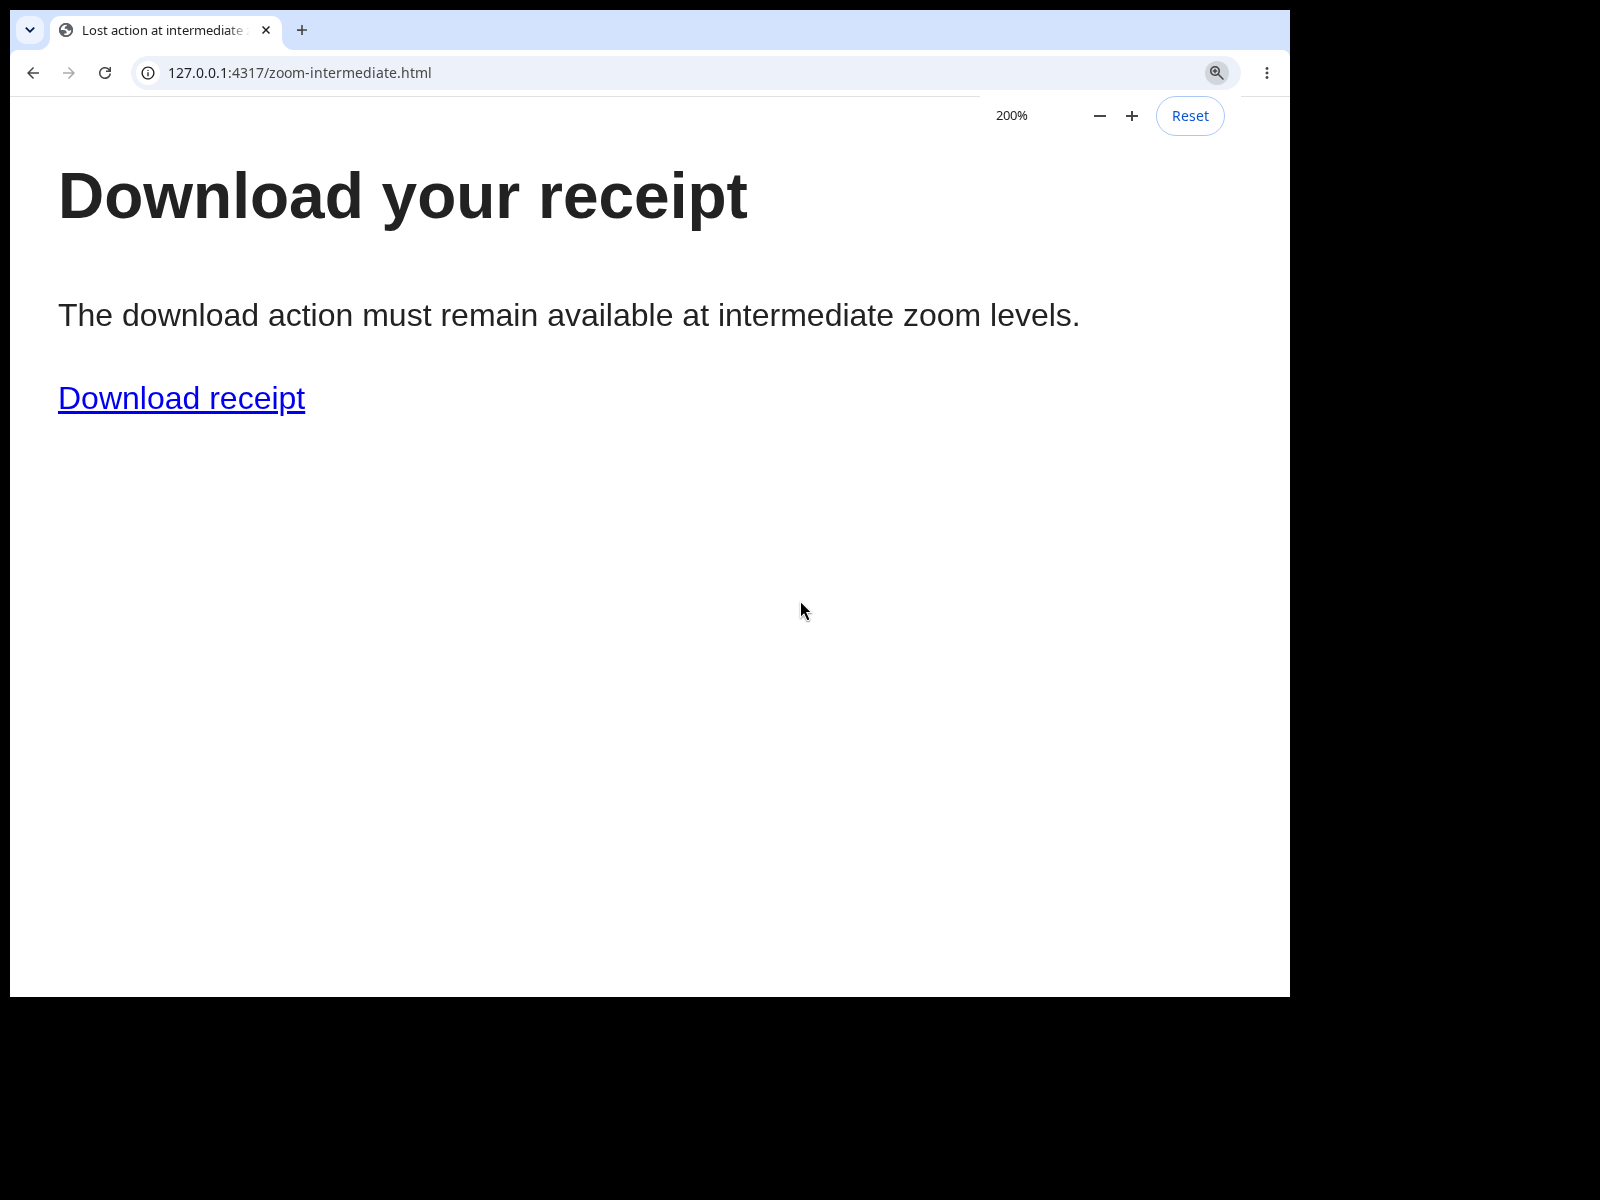 Lost action at intermediate
127.0.0.1:4317/zoom-intermediate.html
200%
Reset
Download your receipt
The download action must remain available at intermediate zoom levels.
Download receipt